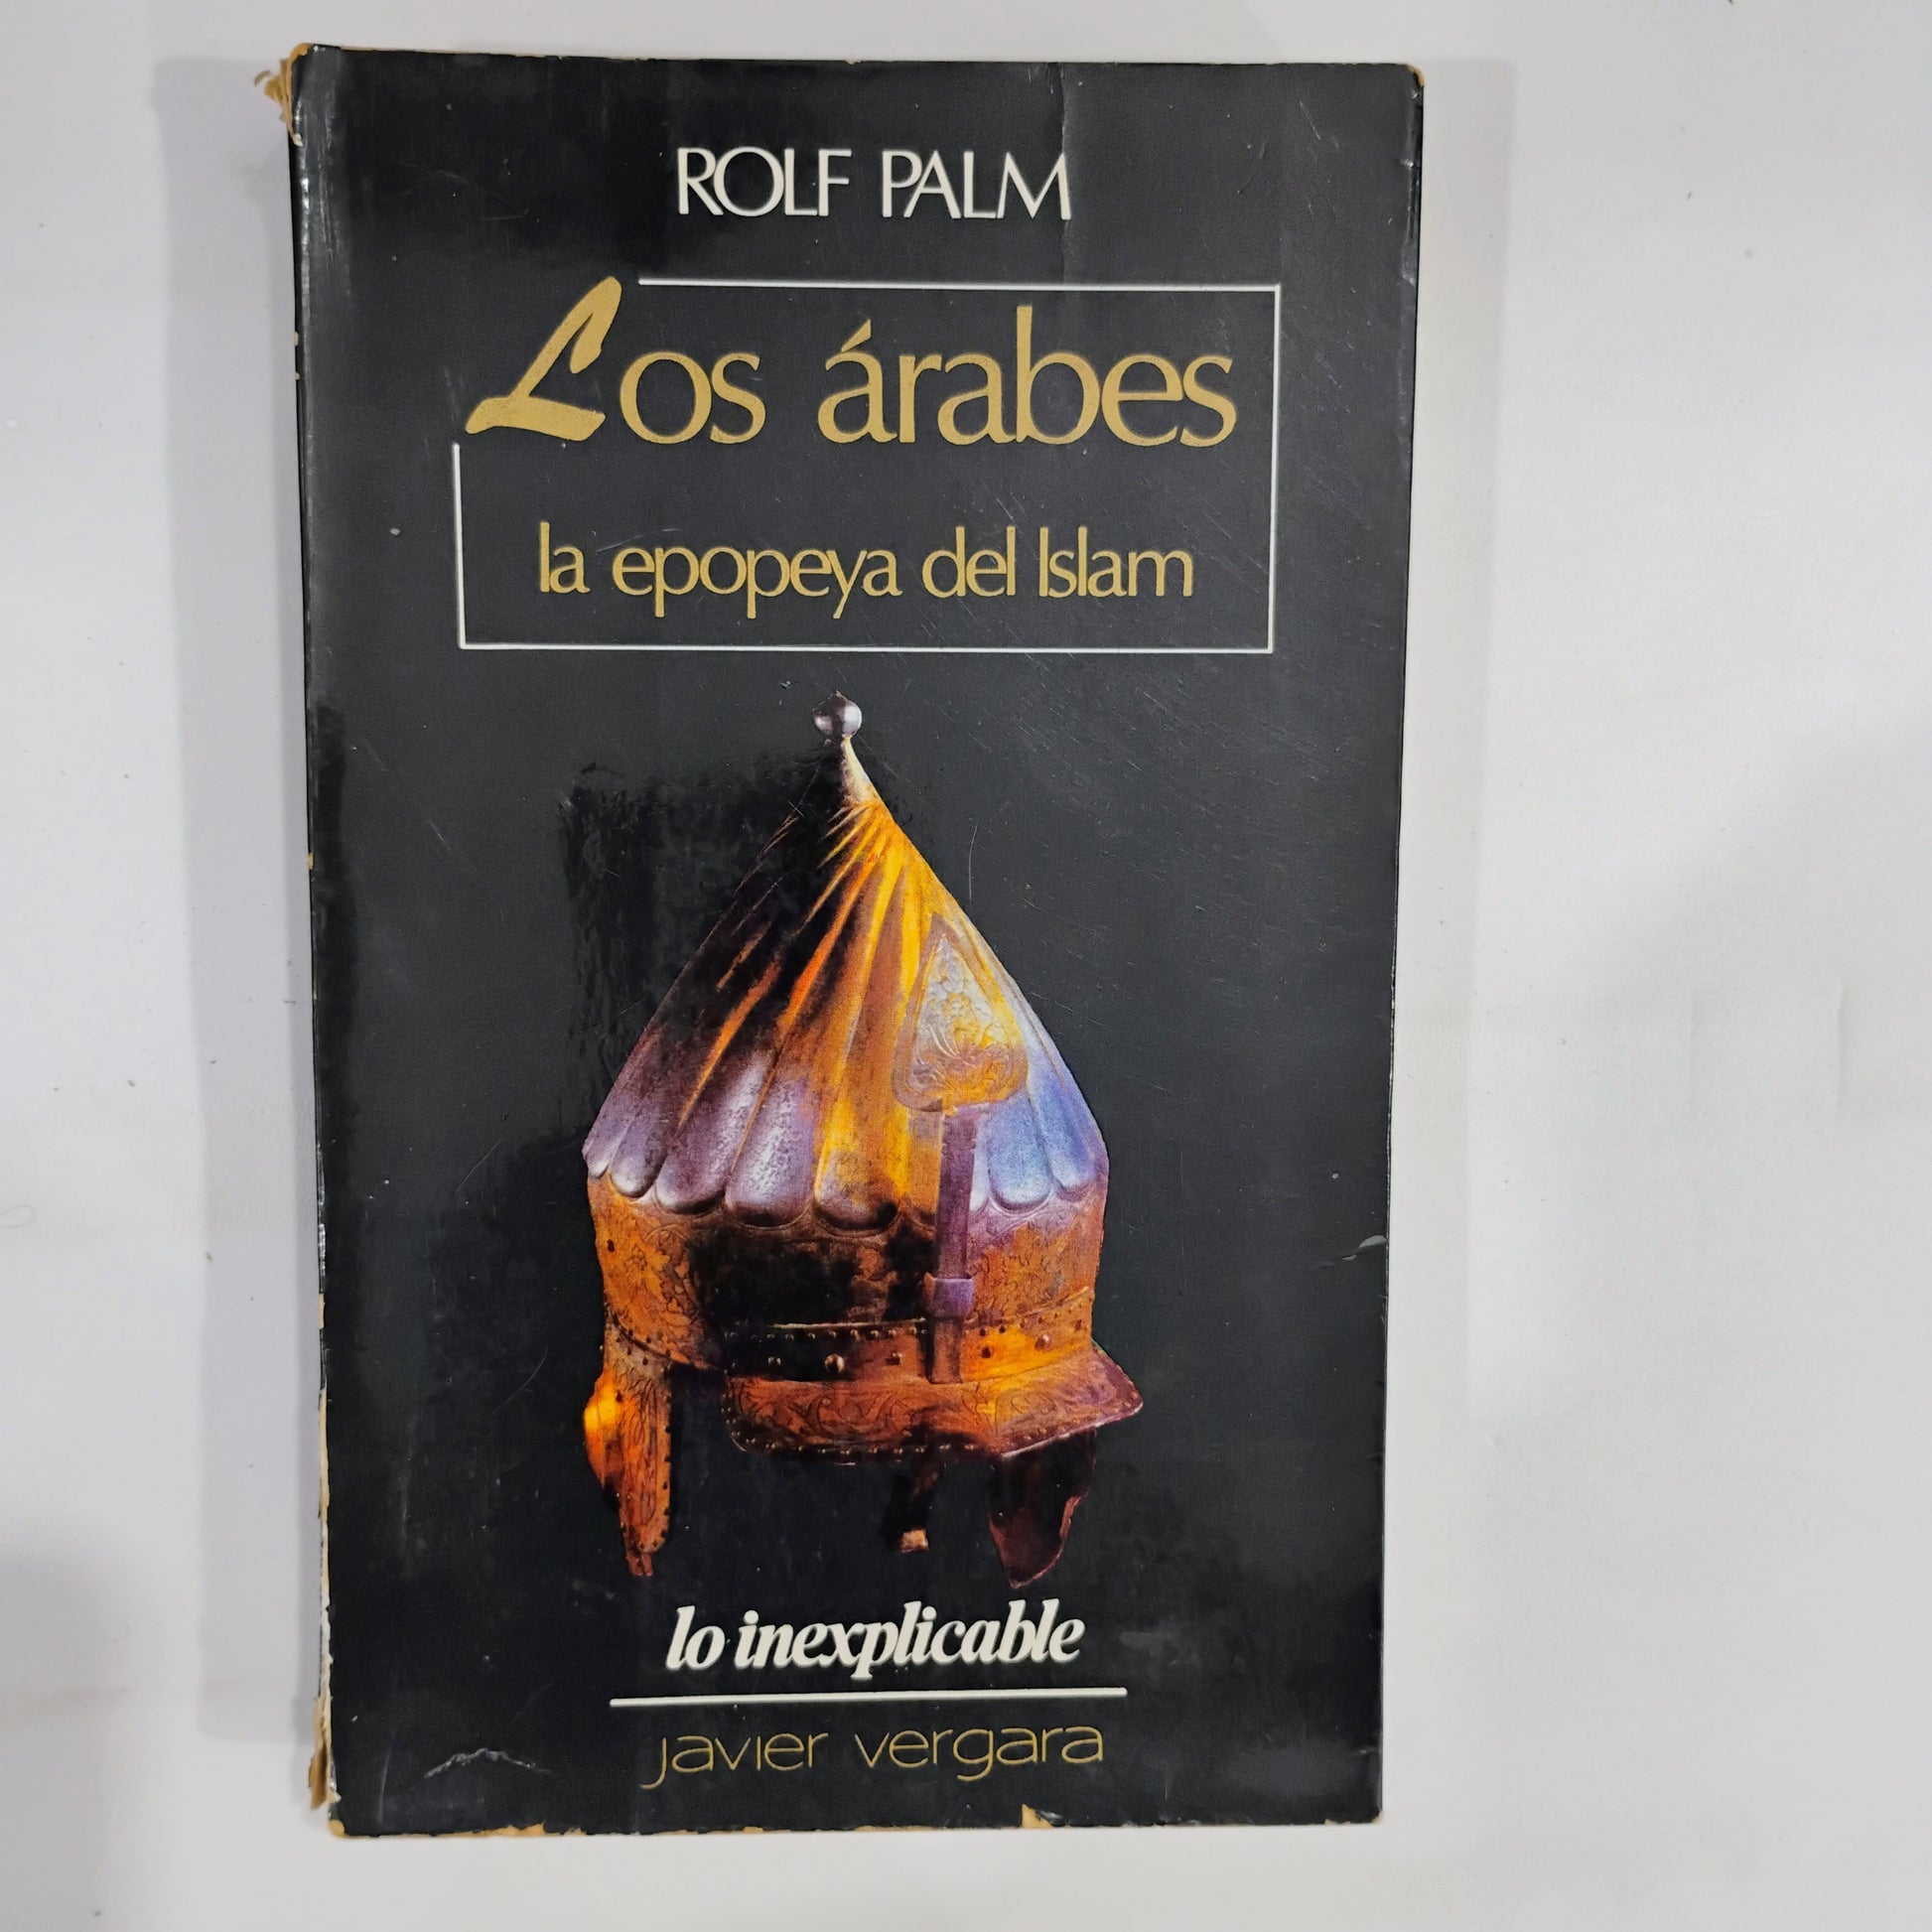 ROLF PALM
Los árabes
la epopeya del Islam
lo inexplicable
javier vergara